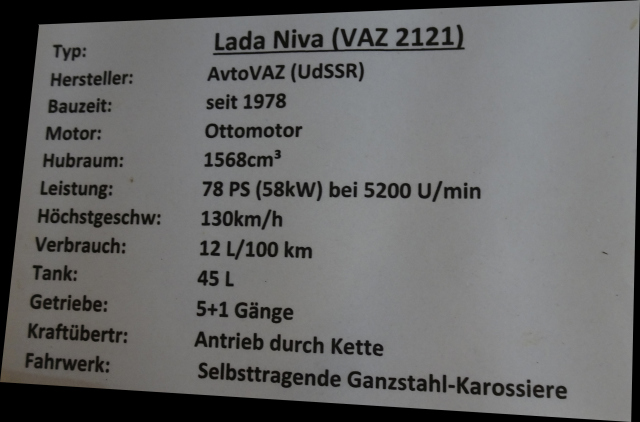 Typ: Lada Niva (VAZ 2121)
Hersteller: AvtoVAZ (UdSSR)
Bauzeit: seit 1978
Motor: Ottomotor
Hubraum: 1568cm³
Leistung: 78 PS (58kW) bei 5200 U/min
Höchstgeschw: 130km/h
Verbrauch: 12 L/100 km
Tank: 45 L
Getriebe: 5+1 Gänge
Kraftübertr: Antrieb durch Kette
Fahrwerk: Selbsttragende Ganzstahl-Karossiere